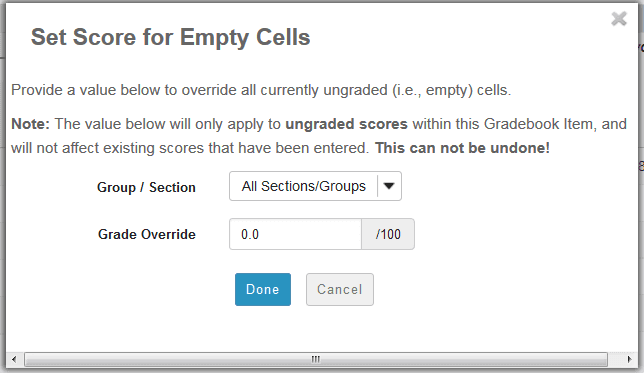 Set Score for Empty Cells
Provide a value below to override all currently ungraded (i.e., empty) cells.
Note: The value below will only apply to ungraded scores within this Gradebook Item, and
will not affect existing scores that have been entered. This can not be undone!
Group / Section All Sections/Groups
Grade Override 0.0 /100
Done Cancel